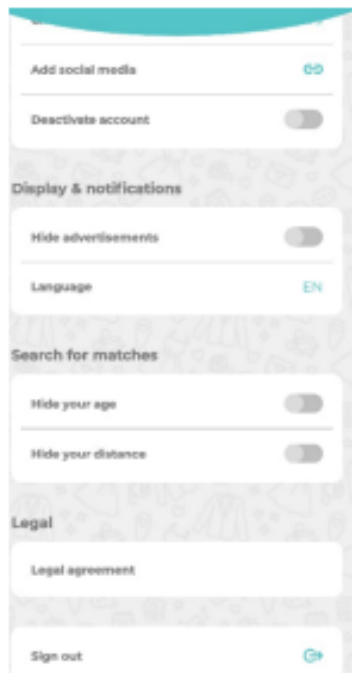 Add social media
Deactivate account
Display & notifications
Hide advertisements
Language EN
Search for matches
Hide your age
Hide your distance
Legal
Legal agreement
Sign out